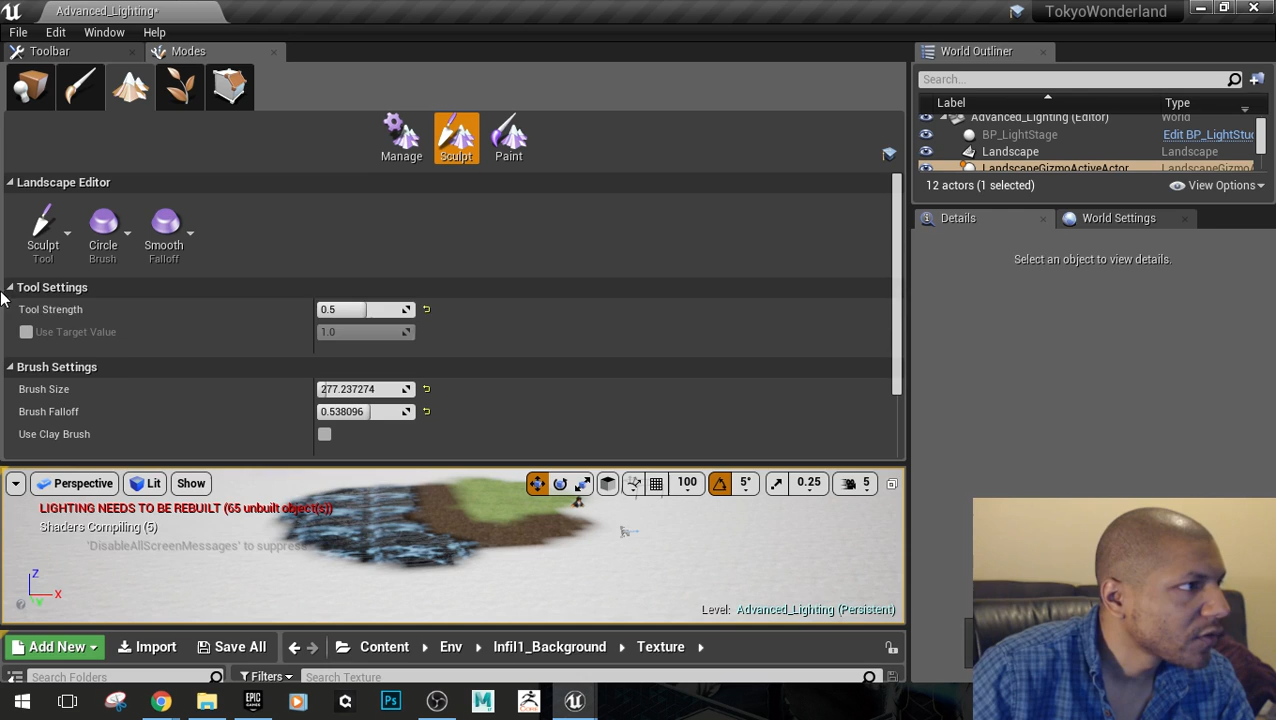 Advanced_Lighting*
TokyoWonderland
File Edit Window Help
Toolbar Modes
World Outliner
Search...
Label Type
Advanced_Lighting (Editor) World
BP_LightStage Edit BP_LightStu
Landscape Landscape
LandscapeGizmoActiveActor LandscapeGizmo
12 actors (1 selected) View Options
Manage Sculpt Paint
Landscape Editor
Sculpt Circle Smooth
Tool Brush Falloff
Details World Settings
Select an object to view details.
Tool Settings
Tool Strength 0.5
Use Target Value 1.0
Brush Settings
Brush Size 277.237274
Brush Falloff 0.538096
Use Clay Brush
Perspective Lit Show 100 5° 0.25 5
LIGHTING NEEDS TO BE REBUILT (65 unbuilt object(s))
Shaders Compiling (5)
'DisableAllScreenMessages' to suppress
Z
X
Y
Level: Advanced_Lighting (Persistent)
Add New Import Save All Content Env Infil1_Background Texture
Search Folders Filters Search Texture
EPIC GAMES Ps M